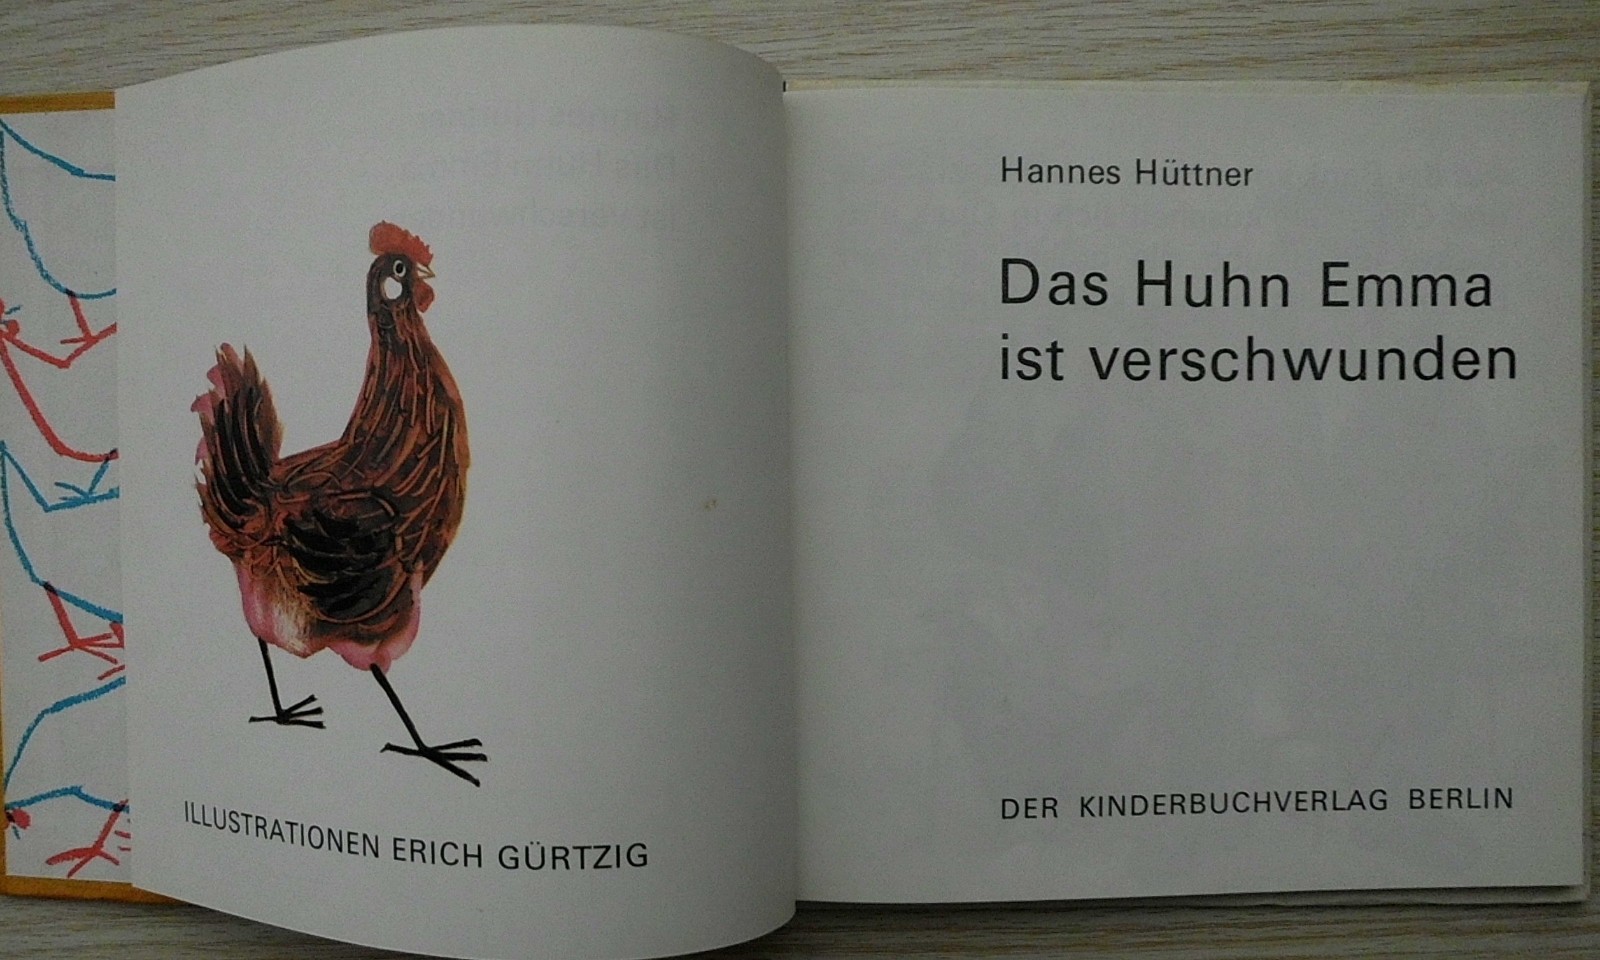 ILLUSTRATIONEN ERICH GÜRTZIG
Hannes Hüttner
Das Huhn Emma
ist verschwunden
DER KINDERBUCHVERLAG BERLIN